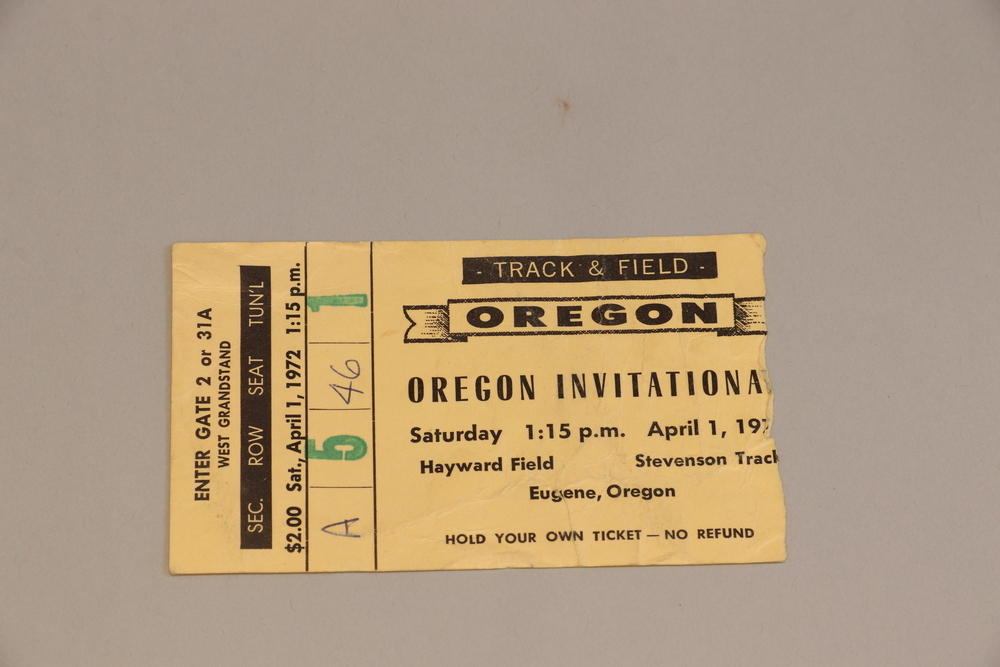 ENTER GATE 2 or 31A
WEST GRANDSTAND
SEC. ROW SEAT TUN'L
$2.00 Sat., April 1, 1972 1:15 p.m.
A 5 46 1
- TRACK & FIELD -
OREGON
OREGON INVITATIONA
Saturday 1:15 p.m. April 1, 197
Hayward Field Stevenson Track
Eugene, Oregon
HOLD YOUR OWN TICKET — NO REFUND